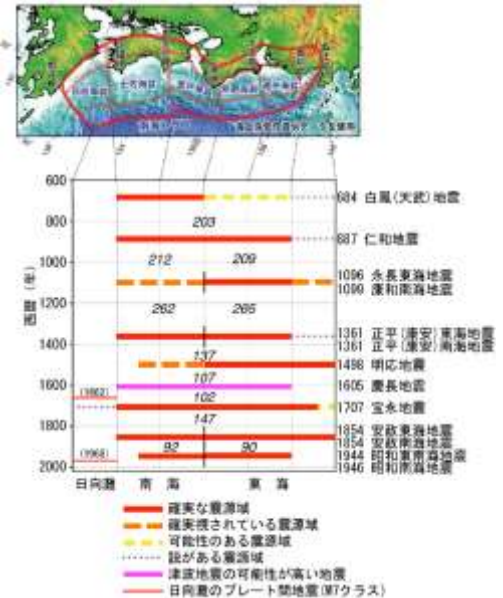 600
800
1000
1200
1400
1600
1800
2000
西暦(年)
203
212
209
262
265
137
107
102
147
92
90
(1662)
(1968)
684 白鳳(天武)地震
887 仁和地震
1096 永長東海地震
1099 康和南海地震
1361 正平(康安)東海地震
1361 正平(康安)南海地震
1498 明応地震
1605 慶長地震
1707 宝永地震
1854 安政東海地震
1854 安政南海地震
1944 昭和東南海地震
1946 昭和南海地震
日向灘 南海 東海
確実な震源域
確実視されている震源域
可能性のある震源域
説がある震源域
津波地震の可能性が高い地震
日向灘のプレート間地震(M7クラス)